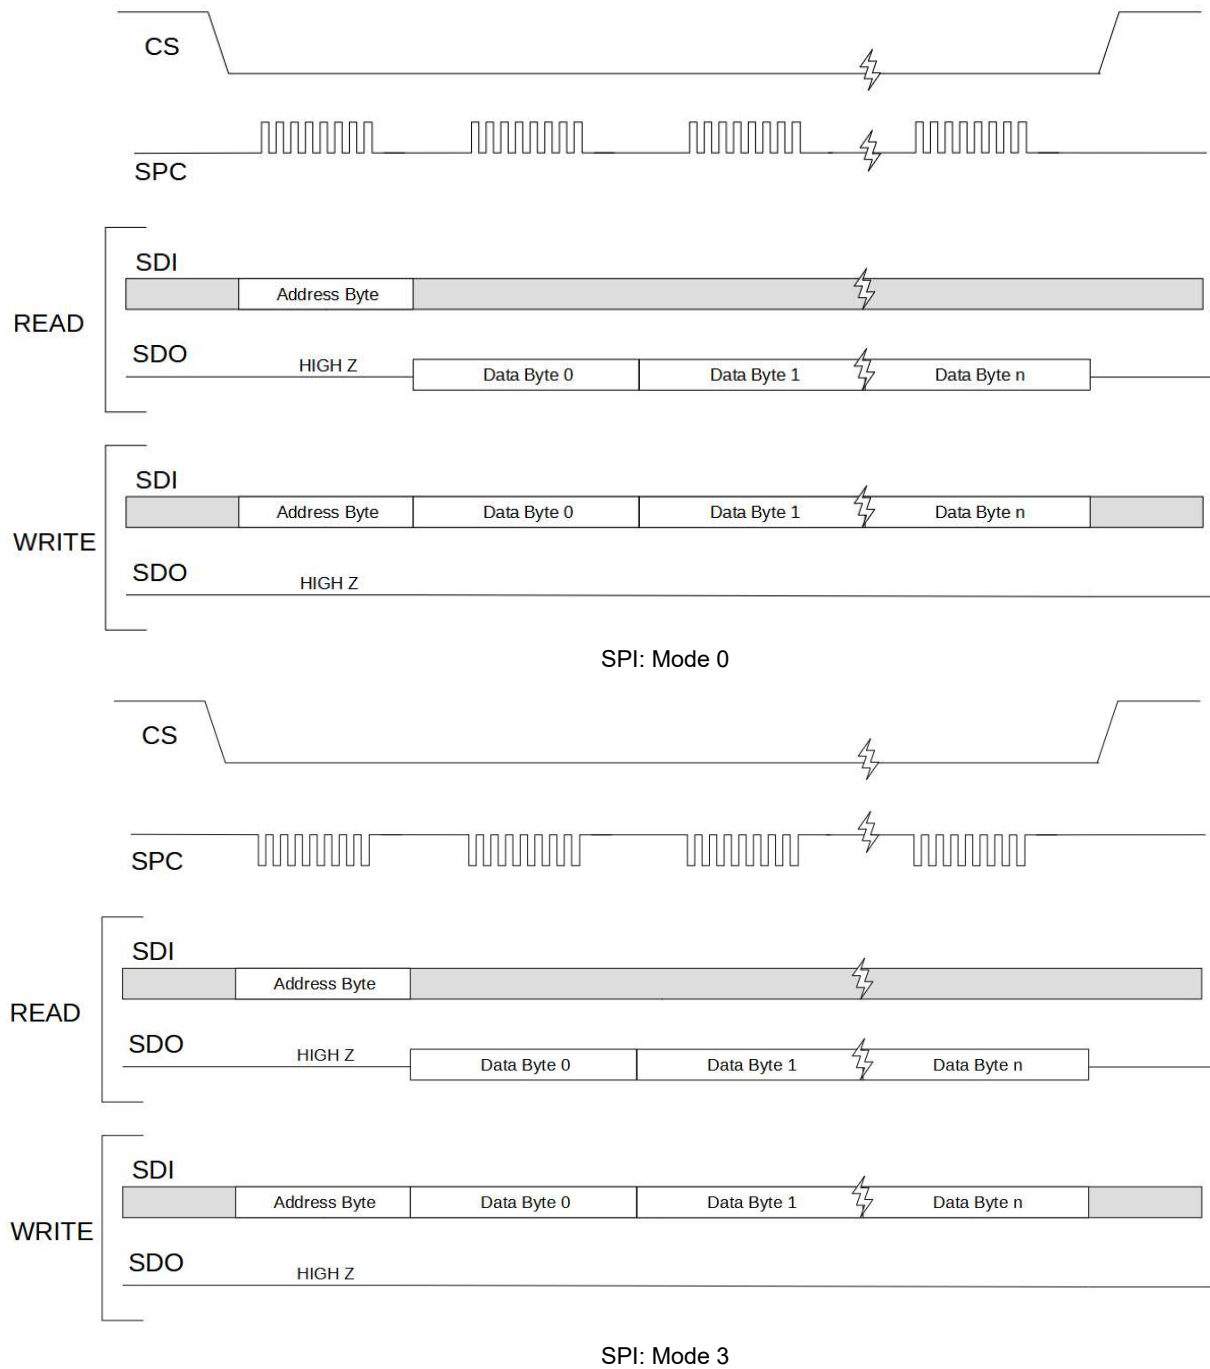 CS
SPC
SDI
Address Byte
READ
SDO
HIGH Z
Data Byte 0
Data Byte 1
Data Byte n
SDI
Address Byte
Data Byte 0
Data Byte 1
Data Byte n
WRITE
SDO
HIGH Z
SPI: Mode 0
CS
SPC
SDI
Address Byte
READ
SDO
HIGH Z
Data Byte 0
Data Byte 1
Data Byte n
SDI
Address Byte
Data Byte 0
Data Byte 1
Data Byte n
WRITE
SDO
HIGH Z
SPI: Mode 3